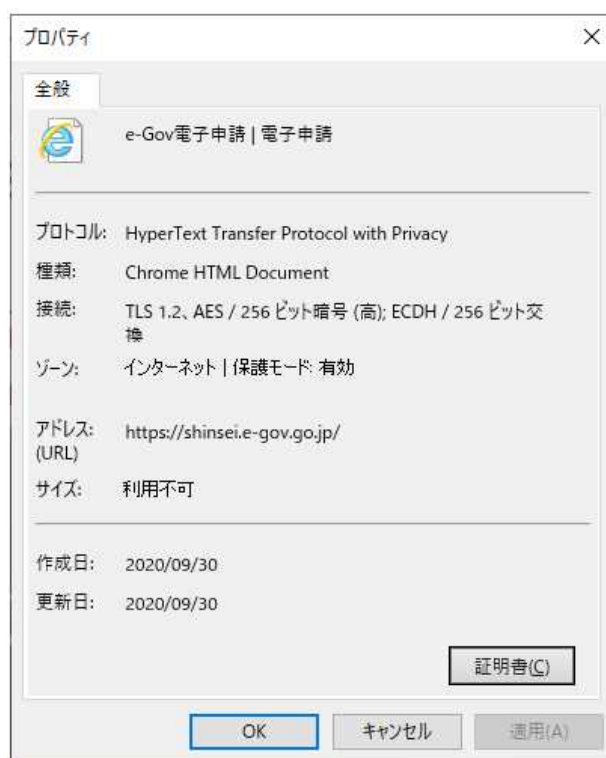 プロパティ
全般
e-Gov電子申請 | 電子申請
プロトコル: HyperText Transfer Protocol with Privacy
種類: Chrome HTML Document
接続: TLS 1.2、AES / 256 ビット暗号 (高); ECDH / 256 ビット交
換
ゾーン: インターネット | 保護モード: 有効
アドレス: https://shinsei.e-gov.go.jp/
(URL)
サイズ: 利用不可
作成日: 2020/09/30
更新日: 2020/09/30
証明書(C)
OK キャンセル 適用(A)